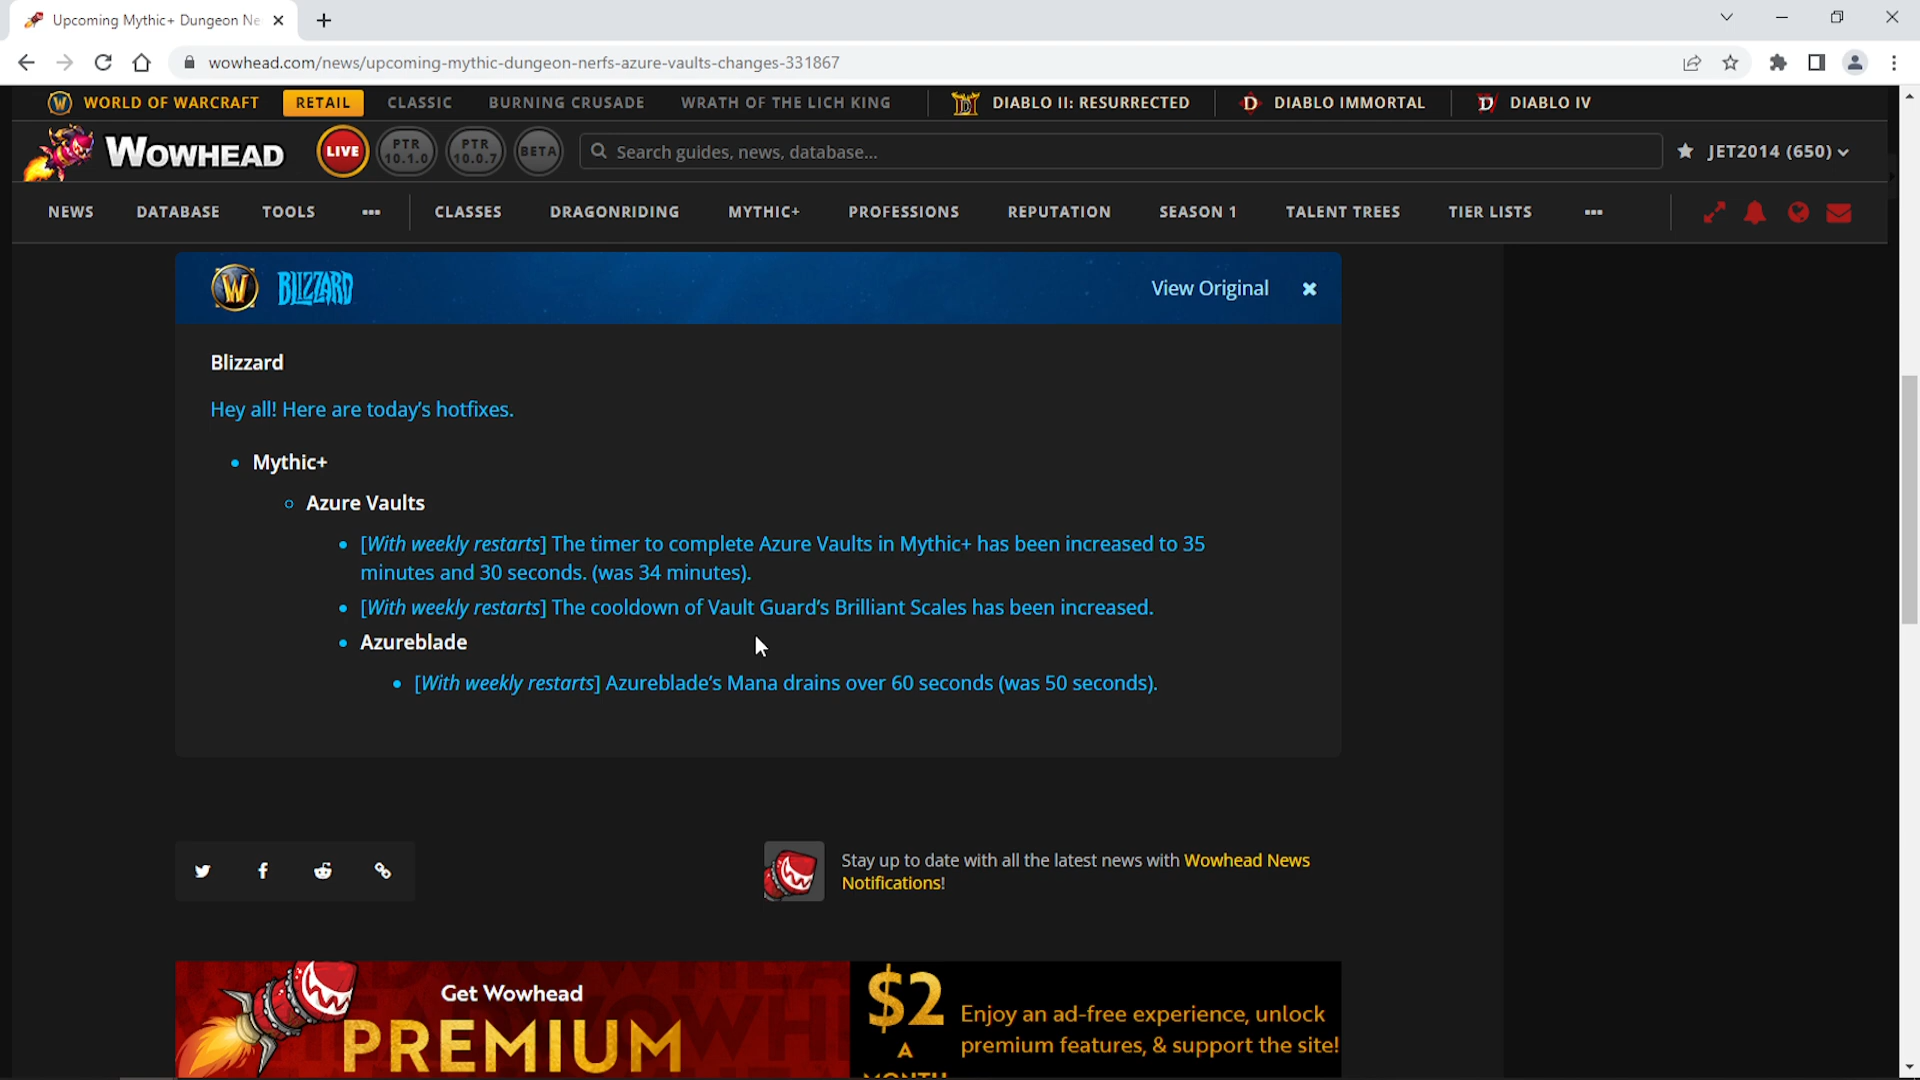 Upcoming Mythic+ Dungeon Ne
wowhead.com/news/upcoming-mythic-dungeon-nerfs-azure-vaults-changes-331867
WORLD OF WARCRAFT RETAIL CLASSIC BURNING CRUSADE WRATH OF THE LICH KING DIABLO II: RESURRECTED DIABLO IMMORTAL DIABLO IV
WOWHEAD LIVE PTR 10.1.0 PTR 10.0.7 BETA Search guides, news, database... JET2014 (650)
NEWS DATABASE TOOLS ••• CLASSES DRAGONRIDING MYTHIC+ PROFESSIONS REPUTATION SEASON 1 TALENT TREES TIER LISTS •••
W BLIZZARD View Original
Blizzard
Hey all! Here are today's hotfixes.
Mythic+
Azure Vaults
[With weekly restarts] The timer to complete Azure Vaults in Mythic+ has been increased to 35
minutes and 30 seconds. (was 34 minutes).
[With weekly restarts] The cooldown of Vault Guard's Brilliant Scales has been increased.
Azureblade
[With weekly restarts] Azureblade's Mana drains over 60 seconds (was 50 seconds).
Stay up to date with all the latest news with Wowhead News
Notifications!
Get Wowhead
PREMIUM
$2
A
MONTH
Enjoy an ad-free experience, unlock
premium features, & support the site!